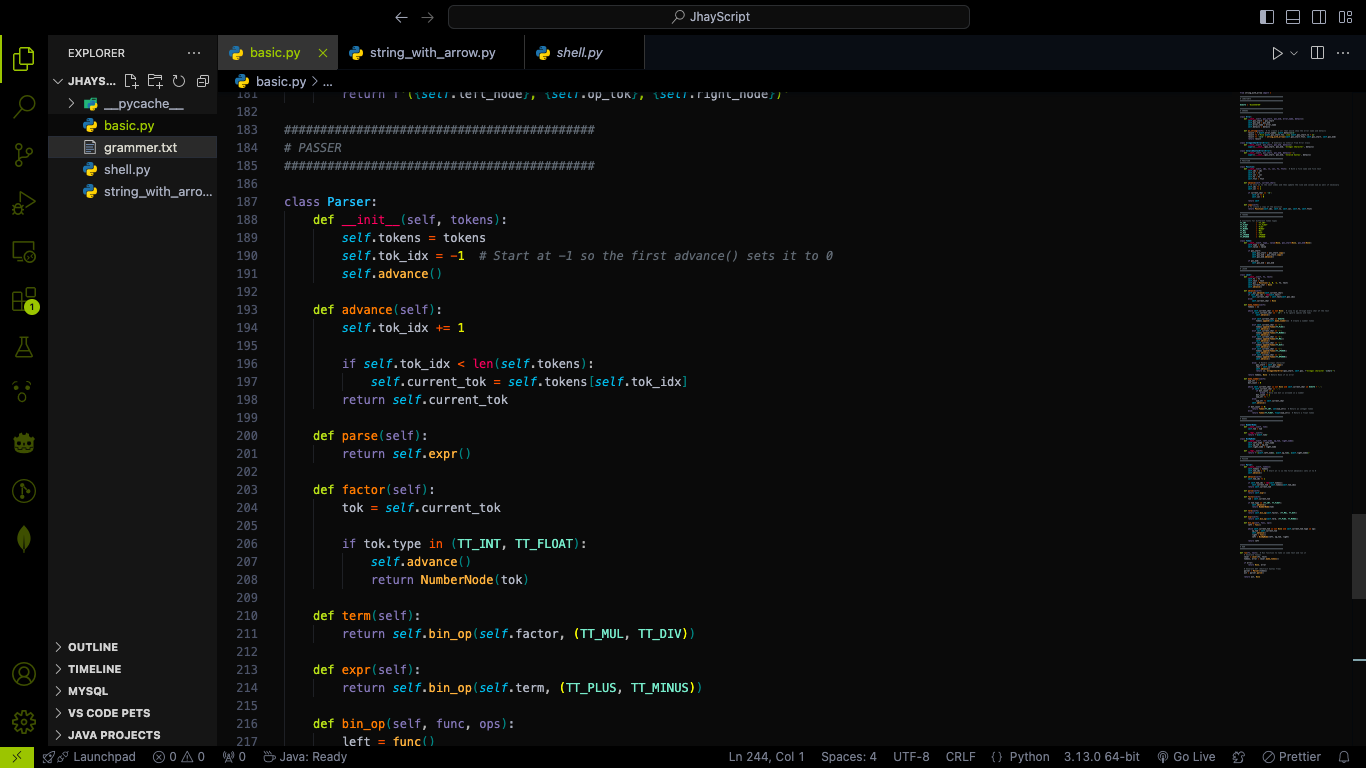 JhayScript
EXPLORER
JHAYS...
__pycache__
basic.py
grammer.txt
shell.py
string_with_arro...
OUTLINE
TIMELINE
MYSQL
VS CODE PETS
JAVA PROJECTS
1
basic.py
string_with_arrow.py
shell.py
basic.py > ...
181 return f'({self.left_node}, {self.op_tok}, {self.right_node})'
182
183 ###########################################
184 # PASSER
185 ###########################################
186
187 class Parser:
188 def __init__(self, tokens):
189 self.tokens = tokens
190 self.tok_idx = -1  # Start at -1 so the first advance() sets it to 0
191 self.advance()
192
193 def advance(self):
194 self.tok_idx += 1
195
196 if self.tok_idx < len(self.tokens):
197 self.current_tok = self.tokens[self.tok_idx]
198 return self.current_tok
199
200 def parse(self):
201 return self.expr()
202
203 def factor(self):
204 tok = self.current_tok
205
206 if tok.type in (TT_INT, TT_FLOAT):
207 self.advance()
208 return NumberNode(tok)
209
210 def term(self):
211 return self.bin_op(self.factor, (TT_MUL, TT_DIV))
212
213 def expr(self):
214 return self.bin_op(self.term, (TT_PLUS, TT_MINUS))
215
216 def bin_op(self, func, ops):
217 left = func()
Launchpad 0 0 0 Java: Ready Ln 244, Col 1 Spaces: 4 UTF-8 CRLF {} Python 3.13.0 64-bit Go Live Prettier